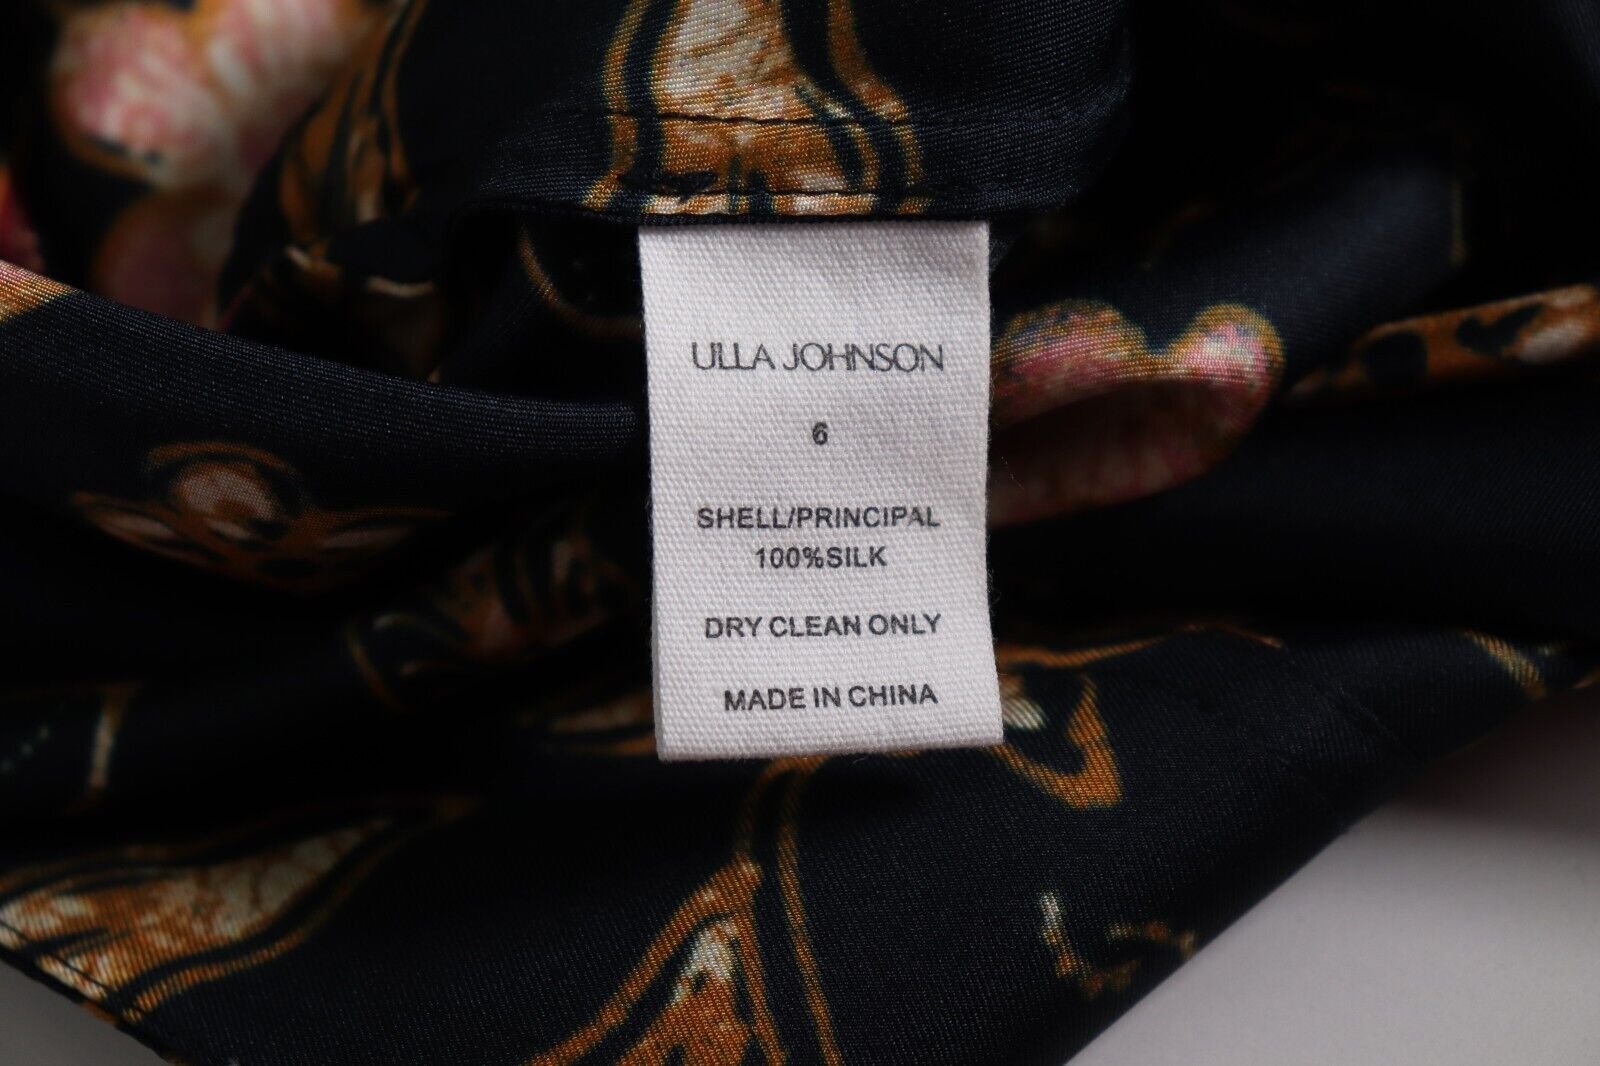 ULLA JOHNSON
6
SHELL/PRINCIPAL
100%SILK
DRY CLEAN ONLY
MADE IN CHINA